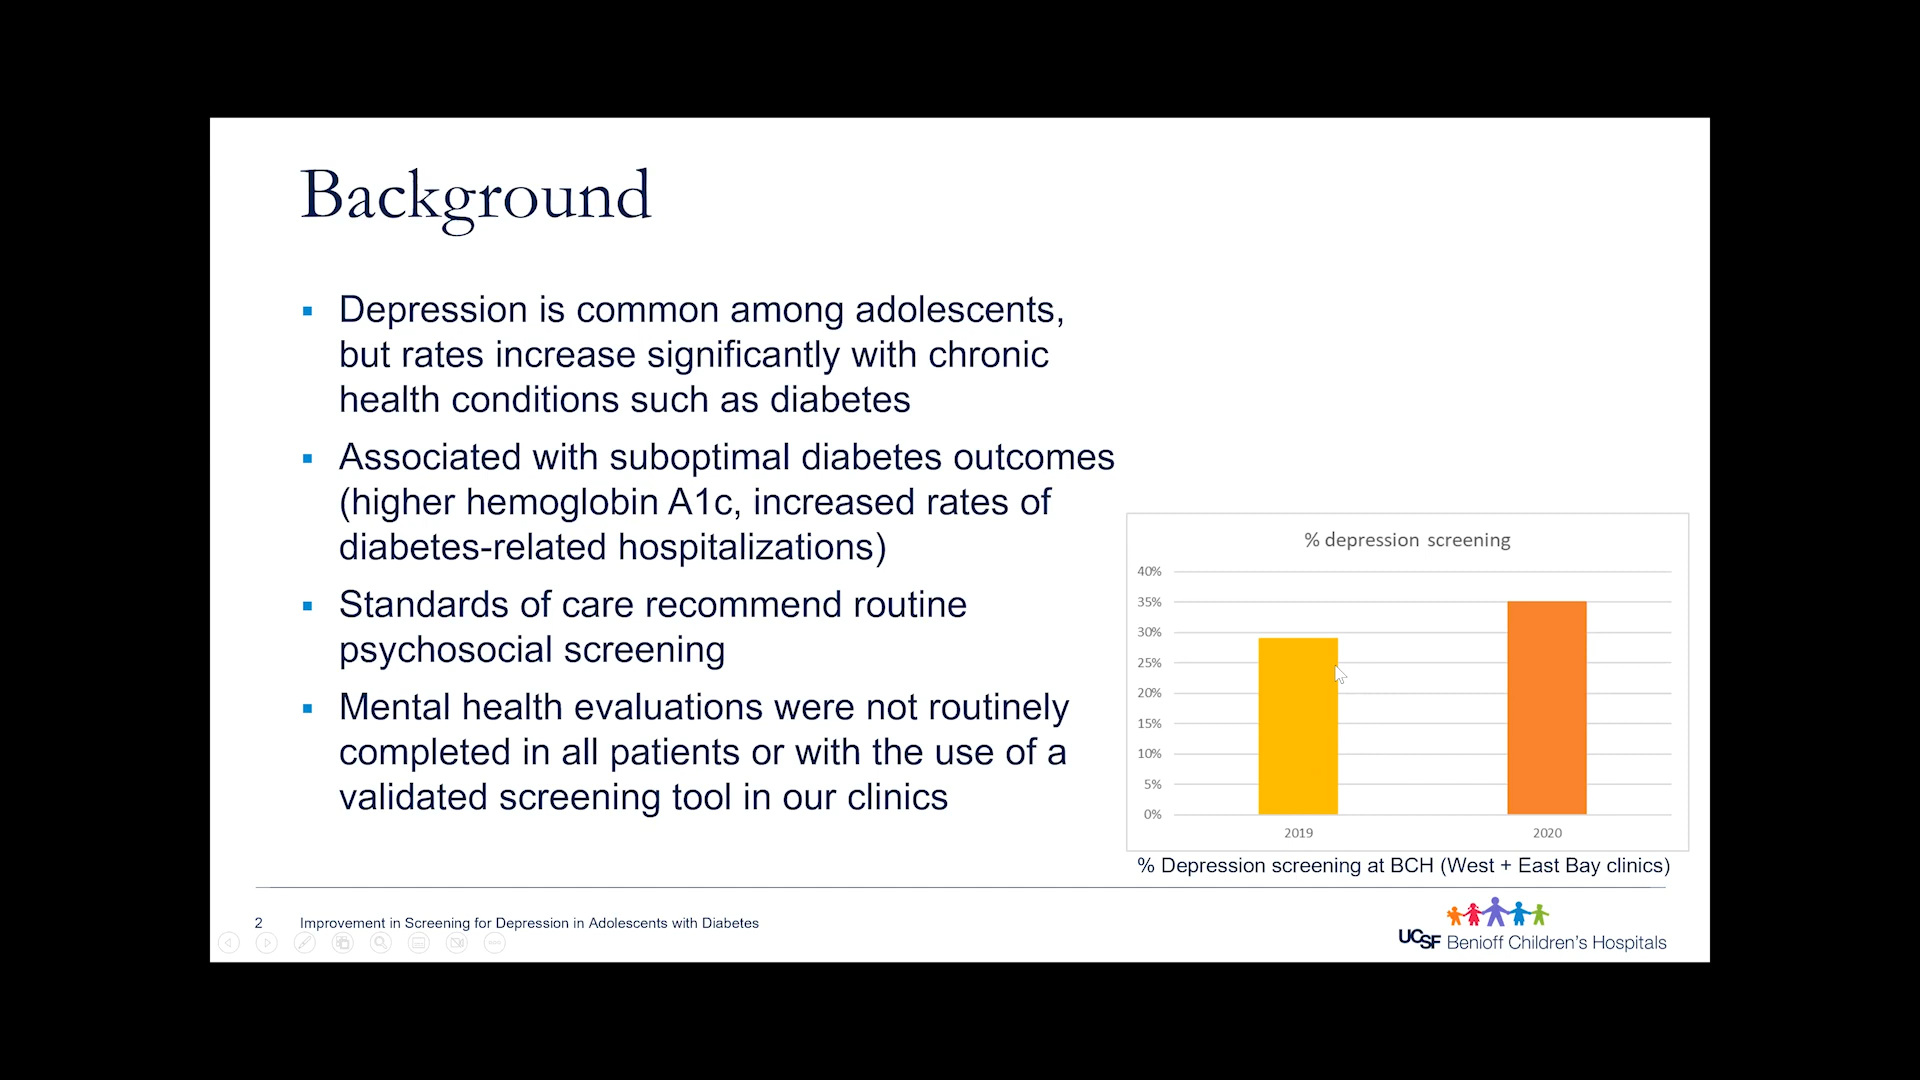 Background
Depression is common among adolescents,
but rates increase significantly with chronic
health conditions such as diabetes
Associated with suboptimal diabetes outcomes
(higher hemoglobin A1c, increased rates of
diabetes-related hospitalizations)
Standards of care recommend routine
psychosocial screening
Mental health evaluations were not routinely
completed in all patients or with the use of a
validated screening tool in our clinics
% depression screening
40%
35%
30%
25%
20%
15%
10%
5%
0%
2019 2020
% Depression screening at BCH (West + East Bay clinics)
2 Improvement in Screening for Depression in Adolescents with Diabetes
UCSF Benioff Children's Hospitals